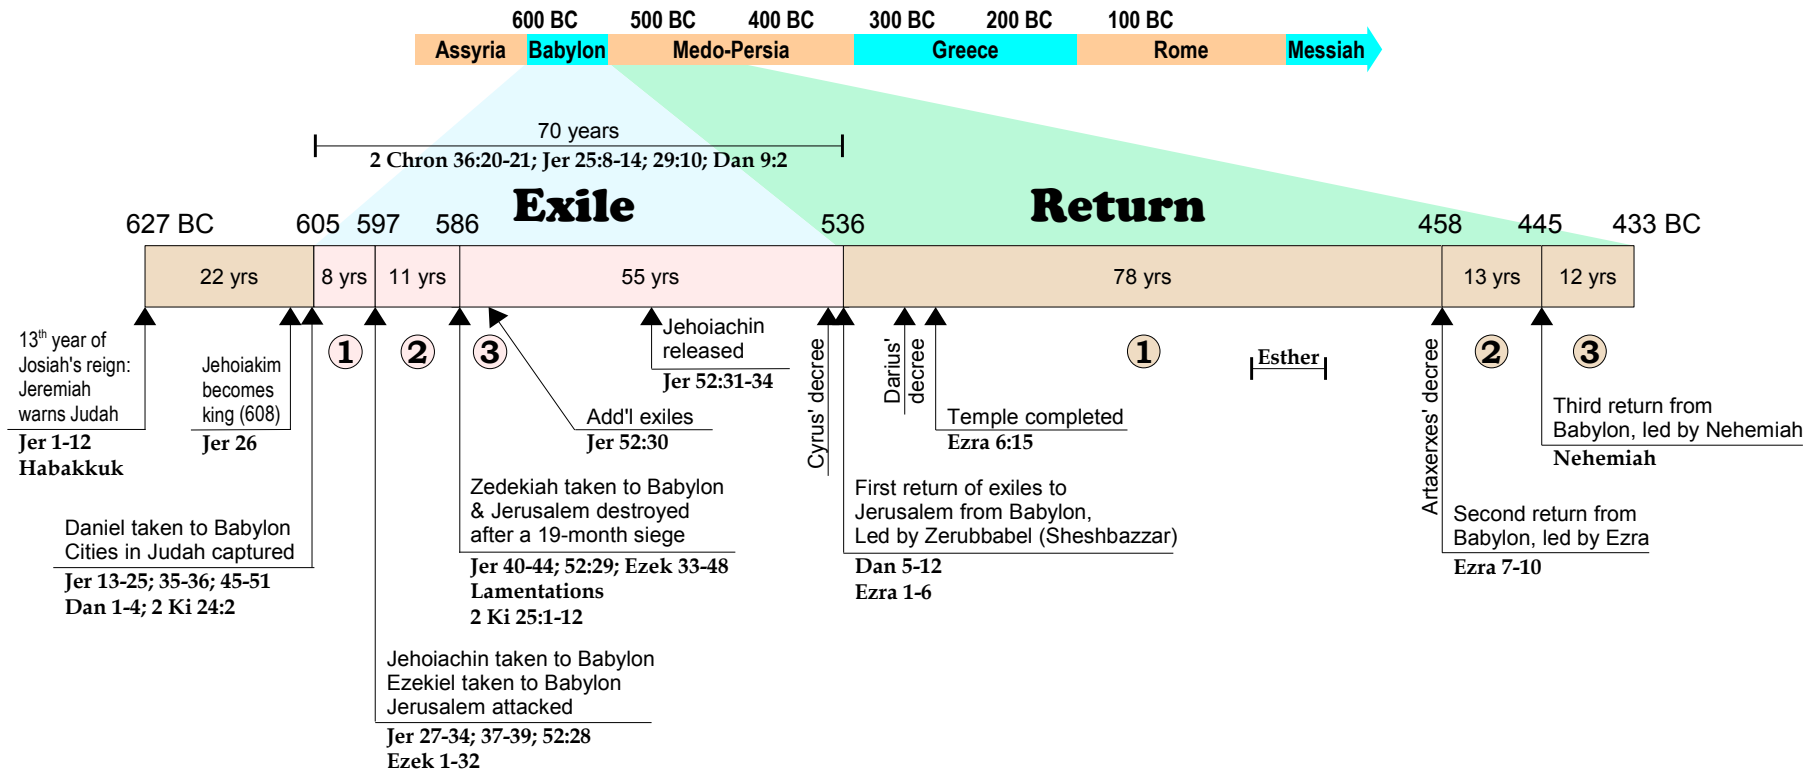 600 BC 500 BC 400 BC 300 BC 200 BC 100 BC
Assyria Babylon Medo-Persia Greece Rome Messiah
70 years
2 Chron 36:20-21; Jer 25:8-14; 29:10; Dan 9:2
Exile Return
627 BC 605 597 586 536 458 445 433 BC
22 yrs 8 yrs 11 yrs 55 yrs 78 yrs 13 yrs 12 yrs
1 2 3 1 2 3
13th year of
Josiah's reign:
Jeremiah
warns Judah
Jer 1-12
Habakkuk
Jehoiakim
becomes
king (608)
Jer 26
Daniel taken to Babylon
Cities in Judah captured
Jer 13-25; 35-36; 45-51
Dan 1-4; 2 Ki 24:2
Jehoiachin taken to Babylon
Ezekiel taken to Babylon
Jerusalem attacked
Jer 27-34; 37-39; 52:28
Ezek 1-32
Zedekiah taken to Babylon
& Jerusalem destroyed
after a 19-month siege
Jer 40-44; 52:29; Ezek 33-48
Lamentations
2 Ki 25:1-12
Add'l exiles
Jer 52:30
Jehoiachin
released
Jer 52:31-34
Cyrus' decree
First return of exiles to
Jerusalem from Babylon,
Led by Zerubbabel (Sheshbazzar)
Dan 5-12
Ezra 1-6
Darius'
decree
Temple completed
Ezra 6:15
Esther
Artaxerxes' decree
Second return from
Babylon, led by Ezra
Ezra 7-10
Third return from
Babylon, led by Nehemiah
Nehemiah